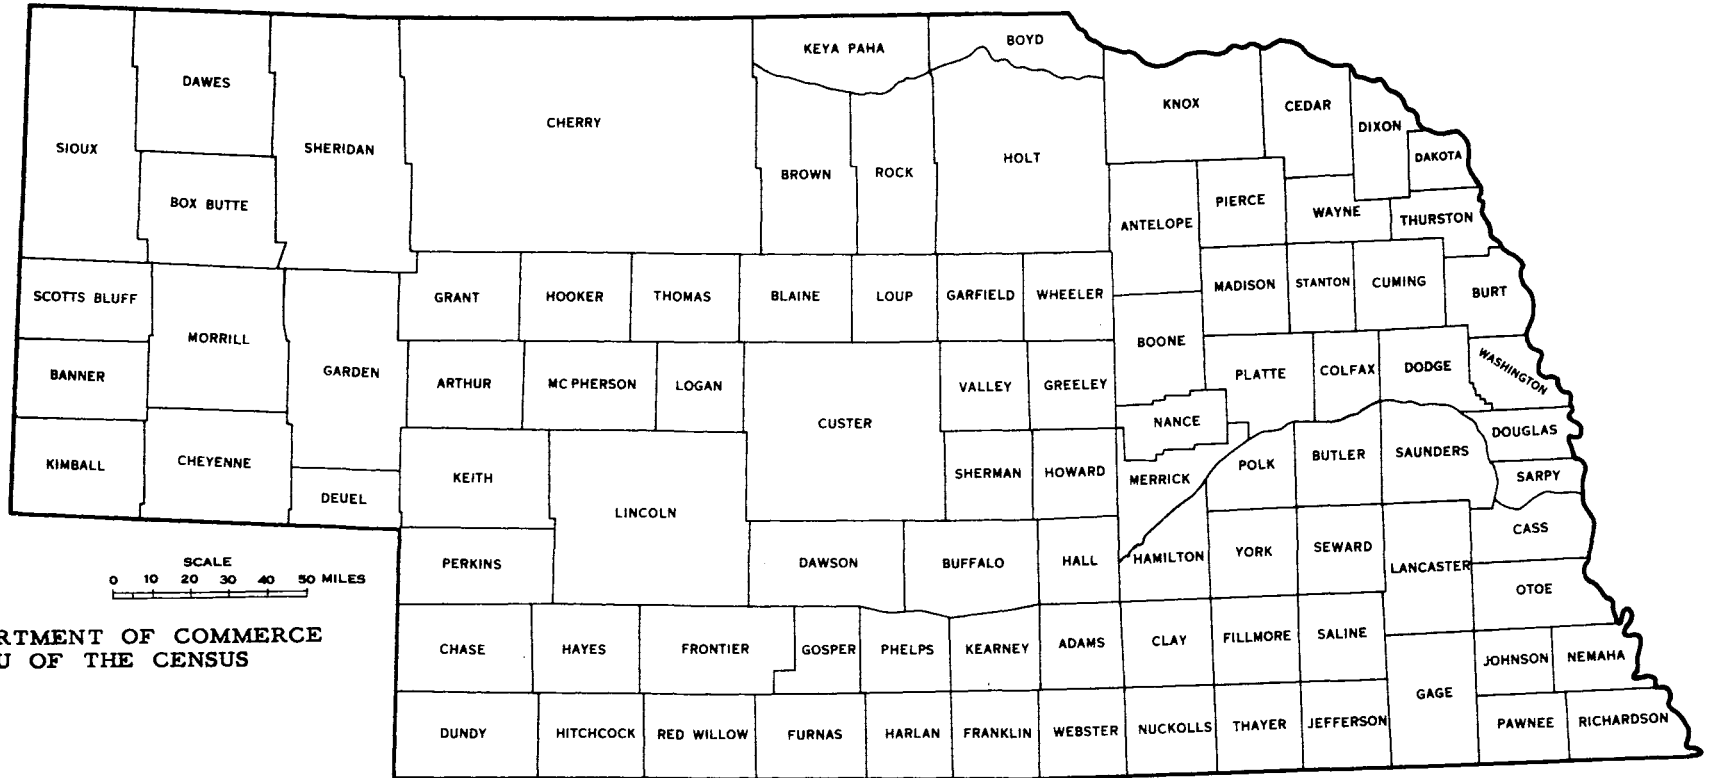 KEYA PAHA
BOYD
DAWES
CHERRY
KNOX
CEDAR
DIXON
SIOUX
SHERIDAN
HOLT
DAKOTA
BROWN
ROCK
BOX BUTTE
PIERCE
WAYNE
THURSTON
ANTELOPE
SCOTTS BLUFF
GRANT
HOOKER
THOMAS
BLAINE
LOUP
GARFIELD
WHEELER
MADISON
STANTON
CUMING
BURT
MORRILL
BOONE
BANNER
GARDEN
ARTHUR
MC PHERSON
LOGAN
VALLEY
GREELEY
PLATTE
COLFAX
DODGE
WASHINGTON
CUSTER
NANCE
DOUGLAS
KIMBALL
CHEYENNE
KEITH
SHERMAN
HOWARD
MERRICK
POLK
BUTLER
SAUNDERS
SARPY
DEUEL
LINCOLN
CASS
PERKINS
DAWSON
BUFFALO
HALL
HAMILTON
YORK
SEWARD
LANCASTER
OTOE
SCALE
0 10 20 30 40 50 MILES
RTMENT OF COMMERCE
U OF THE CENSUS
CHASE
HAYES
FRONTIER
GOSPER
PHELPS
KEARNEY
ADAMS
CLAY
FILLMORE
SALINE
JOHNSON
NEMAHA
GAGE
DUNDY
HITCHCOCK
RED WILLOW
FURNAS
HARLAN
FRANKLIN
WEBSTER
NUCKOLLS
THAYER
JEFFERSON
PAWNEE
RICHARDSON